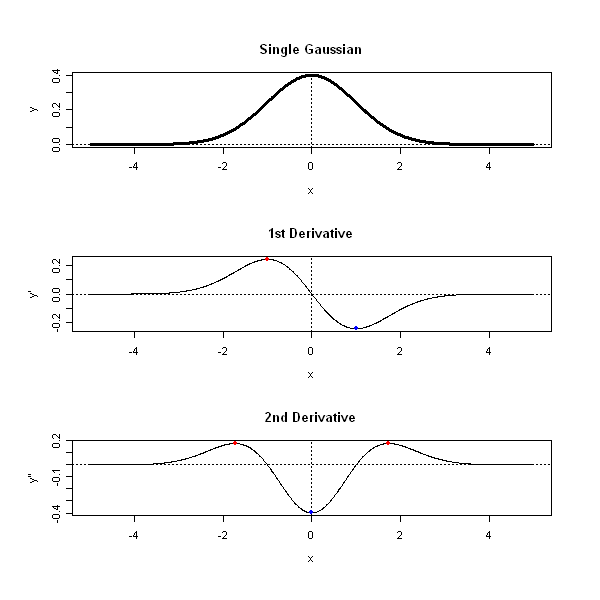 Single Gaussian
0.4
0.2
0.0
y
-4 -2 0 2 4
x
1st Derivative
0.2
0.0
-0.2
y'
-4 -2 0 2 4
x
2nd Derivative
0.2
-0.1
-0.4
y''
-4 -2 0 2 4
x